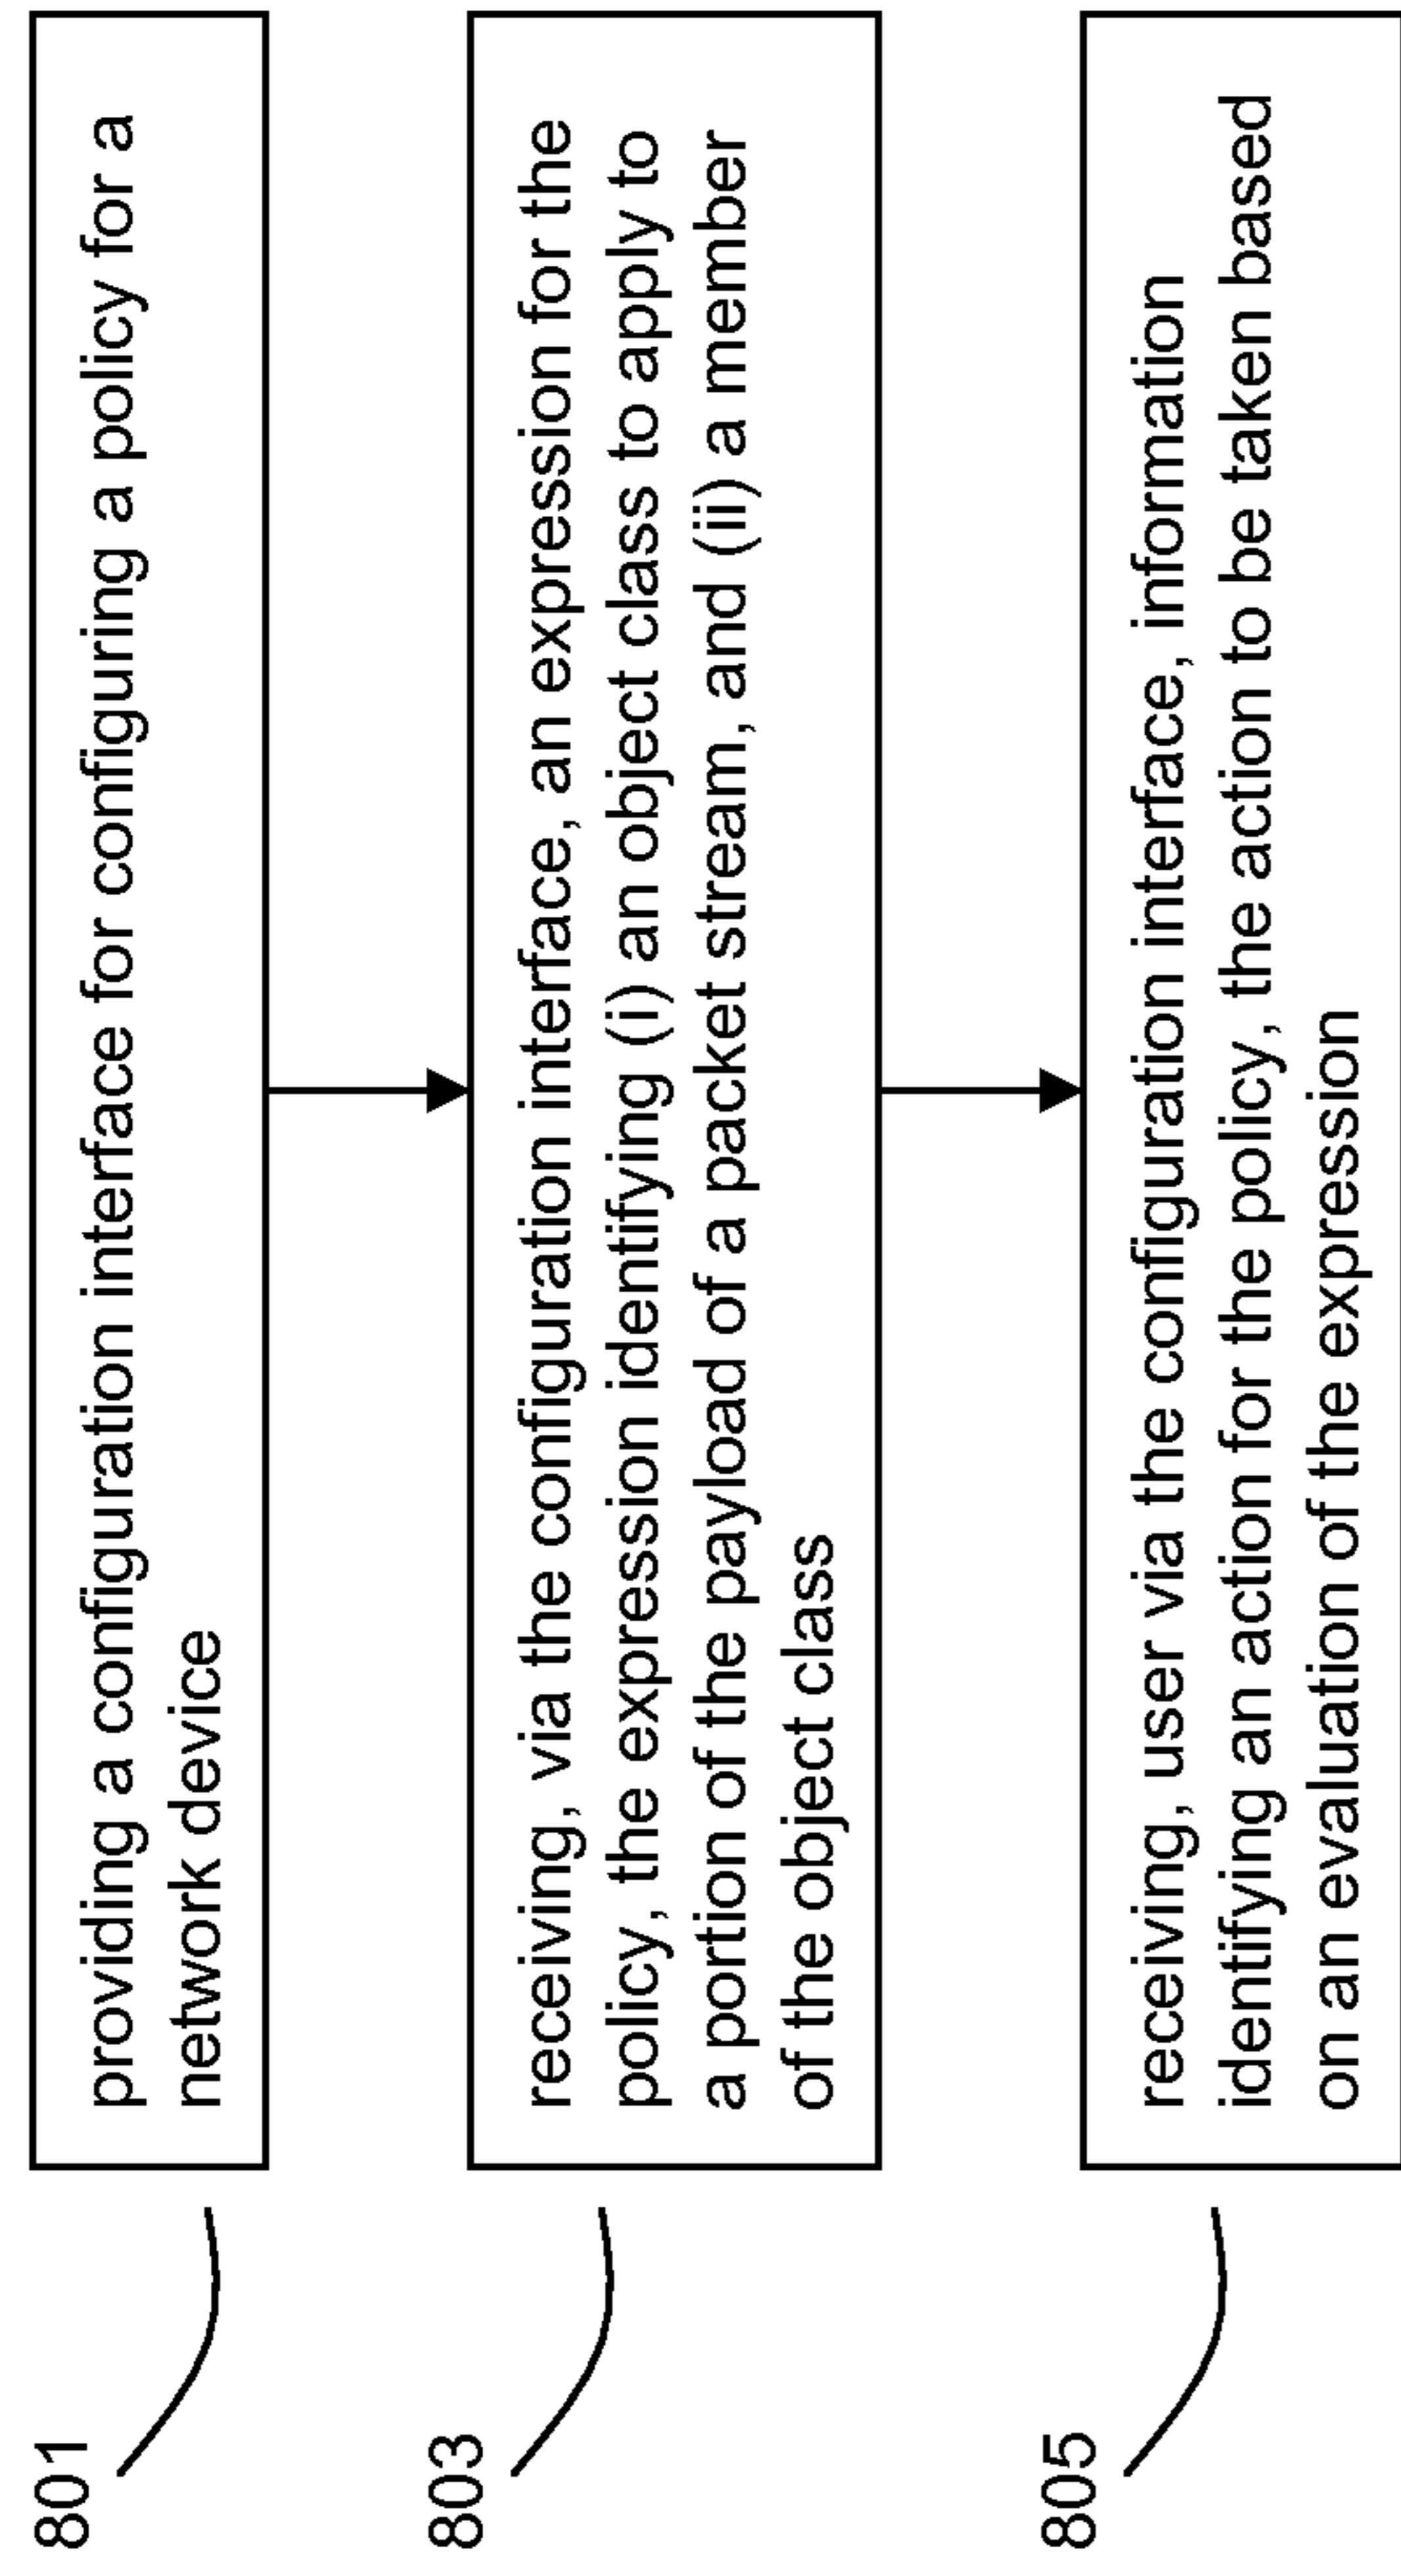 801
providing a configuration interface for configuring a policy for a
network device
803
receiving, via the configuration interface, an expression for the
policy, the expression identifying (i) an object class to apply to
a portion of the payload of a packet stream, and (ii) a member
of the object class
805
receiving, user via the configuration interface, information
identifying an action for the policy, the action to be taken based
on an evaluation of the expression